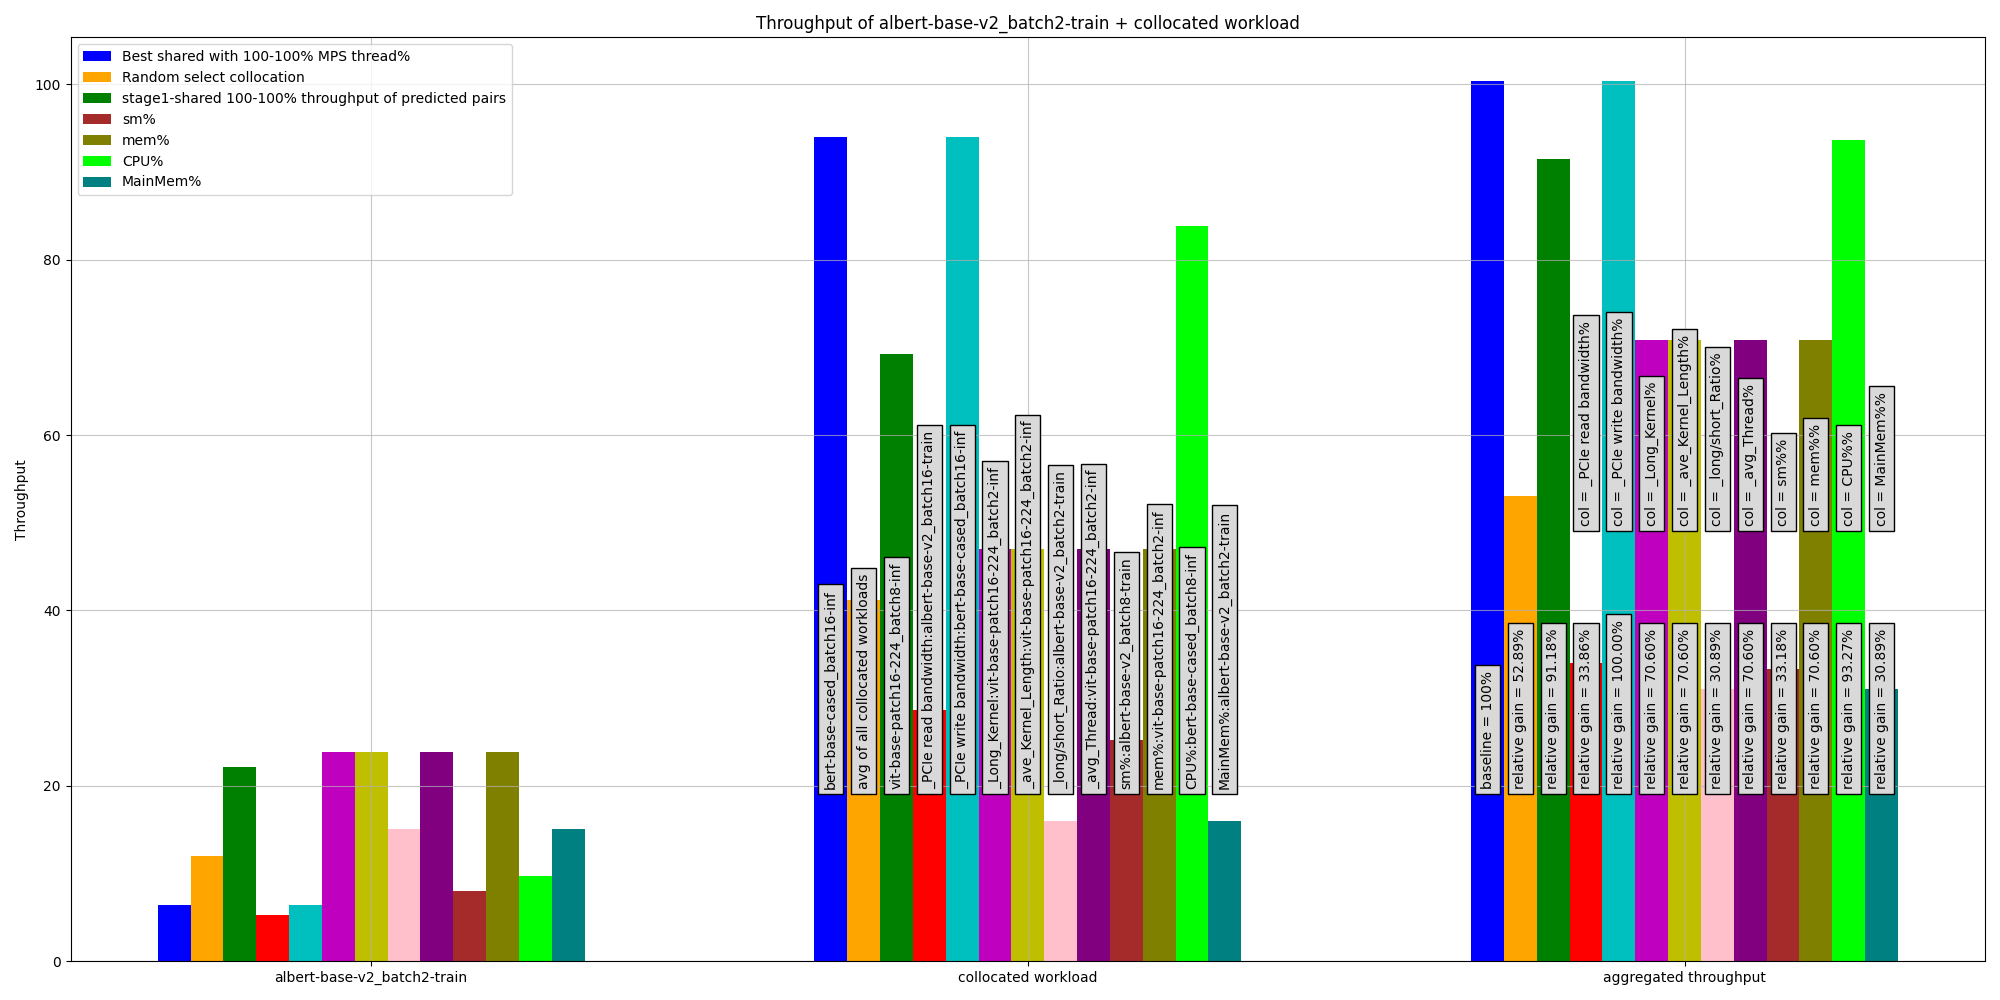 Throughput of albert-base-v2_batch2-train + collocated workload
Best shared with 100-100% MPS thread%
Random select collocation
stage1-shared 100-100% throughput of predicted pairs
sm%
mem%
CPU%
MainMem%
Throughput
100
80
60
40
20
0
bert-base-cased_batch16-inf
avg of all collocated workloads
vit-base-patch16-224_batch8-inf
_PCIe read bandwidth:albert-base-v2_batch16-train
_PCIe write bandwidth:bert-base-cased_batch16-inf
_Long_Kernel:vit-base-patch16-224_batch2-inf
_ave_Kernel_Length:vit-base-patch16-224_batch2-inf
_long/short_Ratio:albert-base-v2_batch2-train
_avg_Thread:vit-base-patch16-224_batch2-inf
sm%:albert-base-v2_batch8-train
mem%:vit-base-patch16-224_batch2-inf
CPU%:bert-base-cased_batch8-inf
MainMem%:albert-base-v2_batch2-train
col = _PCIe read bandwidth%
col = _PCIe write bandwidth%
col = _Long_Kernel%
col = _ave_Kernel_Length%
col = _long/short_Ratio%
col = _avg_Thread%
col = sm%%
col = mem%%
col = CPU%%
col = MainMem%%
baseline = 100%
relative gain = 52.89%
relative gain = 91.18%
relative gain = 33.86%
relative gain = 100.00%
relative gain = 70.60%
relative gain = 70.60%
relative gain = 30.89%
relative gain = 70.60%
relative gain = 33.18%
relative gain = 70.60%
relative gain = 93.27%
relative gain = 30.89%
albert-base-v2_batch2-train
collocated workload
aggregated throughput